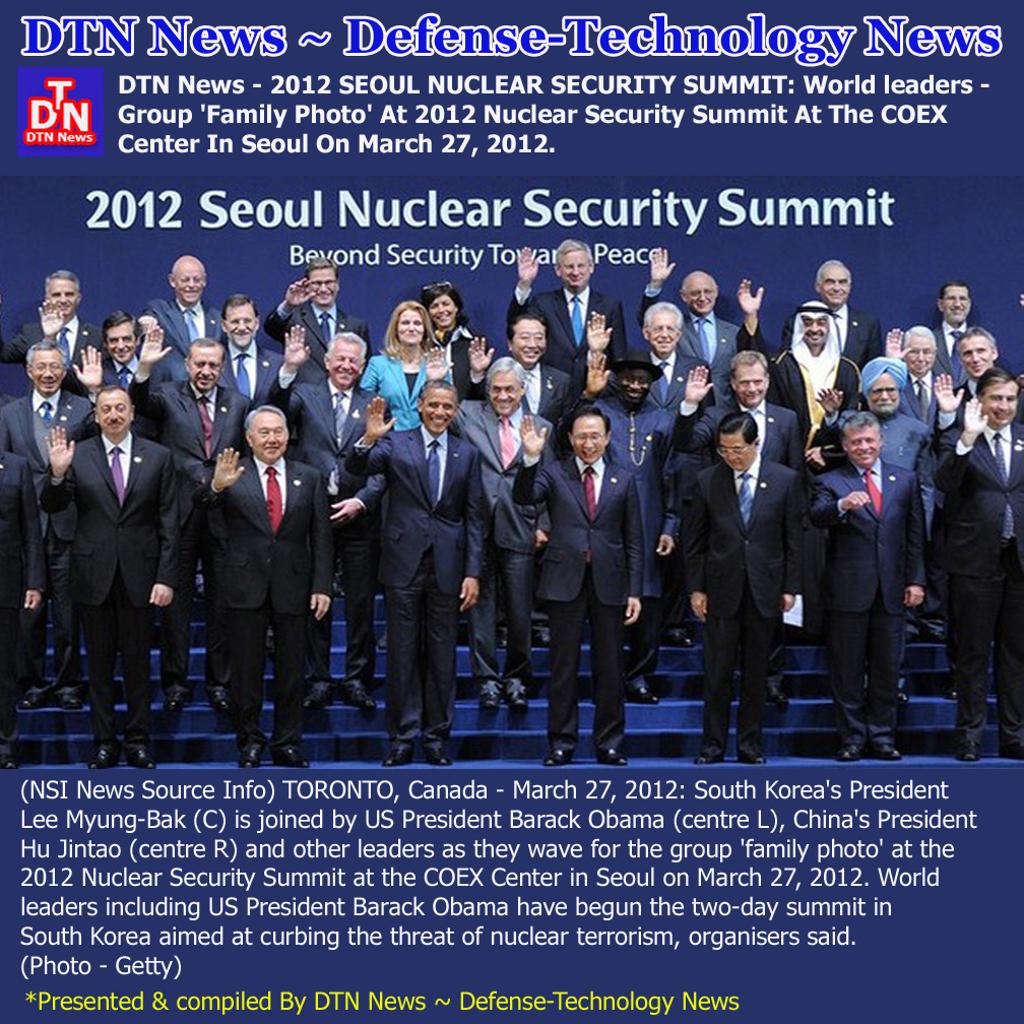 DTN News ~ Defense-Technology News
DTN
DTN News
DTN News - 2012 SEOUL NUCLEAR SECURITY SUMMIT: World leaders -
Group 'Family Photo' At 2012 Nuclear Security Summit At The COEX
Center In Seoul On March 27, 2012.
2012 Seoul Nuclear Security Summit
Beyond Security Towar Peace
(NSI News Source Info) TORONTO, Canada - March 27, 2012: South Korea's President
Lee Myung-Bak (C) is joined by US President Barack Obama (centre L), China's President
Hu Jintao (centre R) and other leaders as they wave for the group 'family photo' at the
2012 Nuclear Security Summit at the COEX Center in Seoul on March 27, 2012. World
leaders including US President Barack Obama have begun the two-day summit in
South Korea aimed at curbing the threat of nuclear terrorism, organisers said.
(Photo - Getty)
*Presented & compiled By DTN News ~ Defense-Technology News